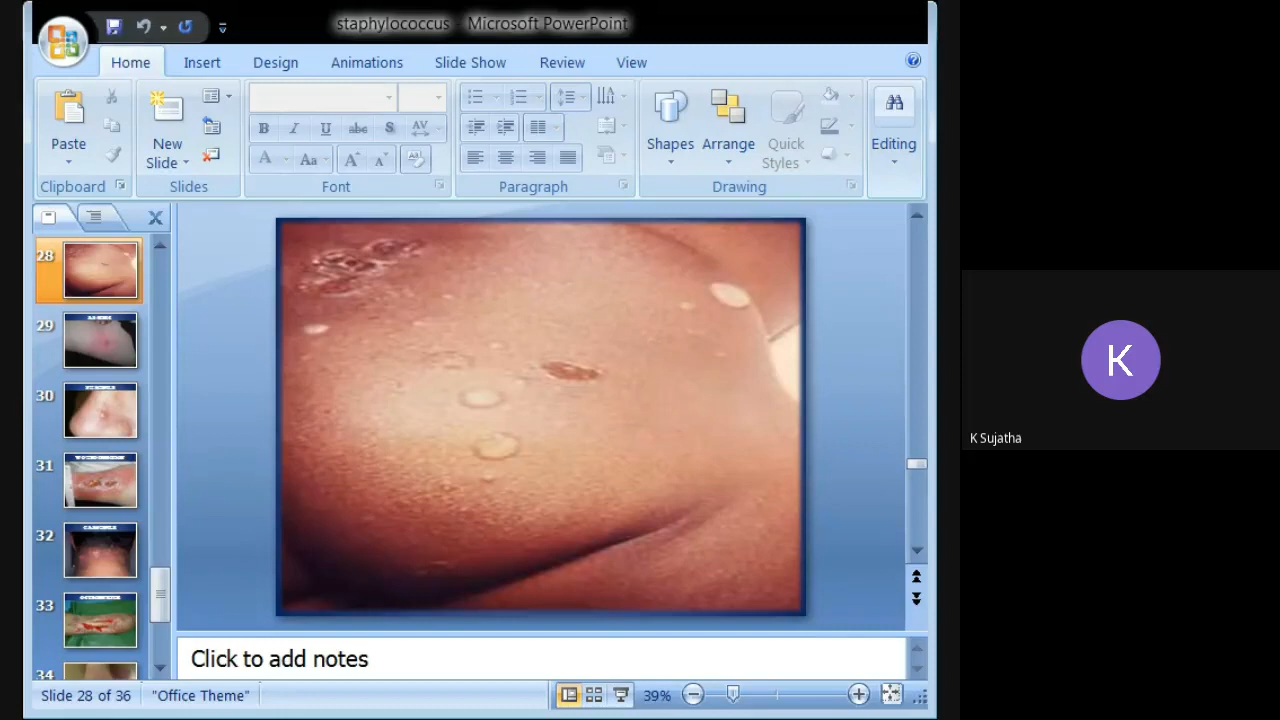 staphylococcus - Microsoft PowerPoint
Home Insert Design Animations Slide Show Review View
Paste
New Slide
Shapes Arrange Quick Styles
Editing
Clipboard Slides Font Paragraph Drawing
28
29
30
31
32
33
34
K
K Sujatha
Click to add notes
Slide 28 of 36 "Office Theme" 39%